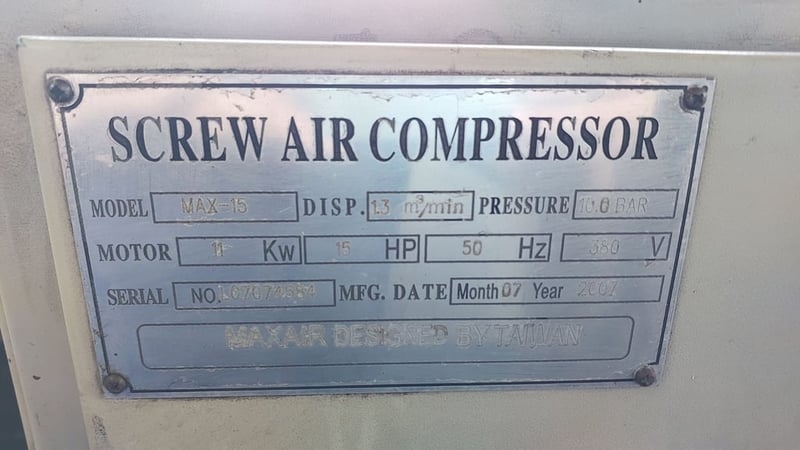 SCREW AIR COMPRESSOR
MODEL MAX-15 DISP. 1.3 m³/min PRESSURE 10.0 BAR
MOTOR 11 Kw 15 HP 50 Hz 380 V
SERIAL NO. MFG. DATE Month 07 Year 2007
MAXAIR DESIGNED BY TAIWAN